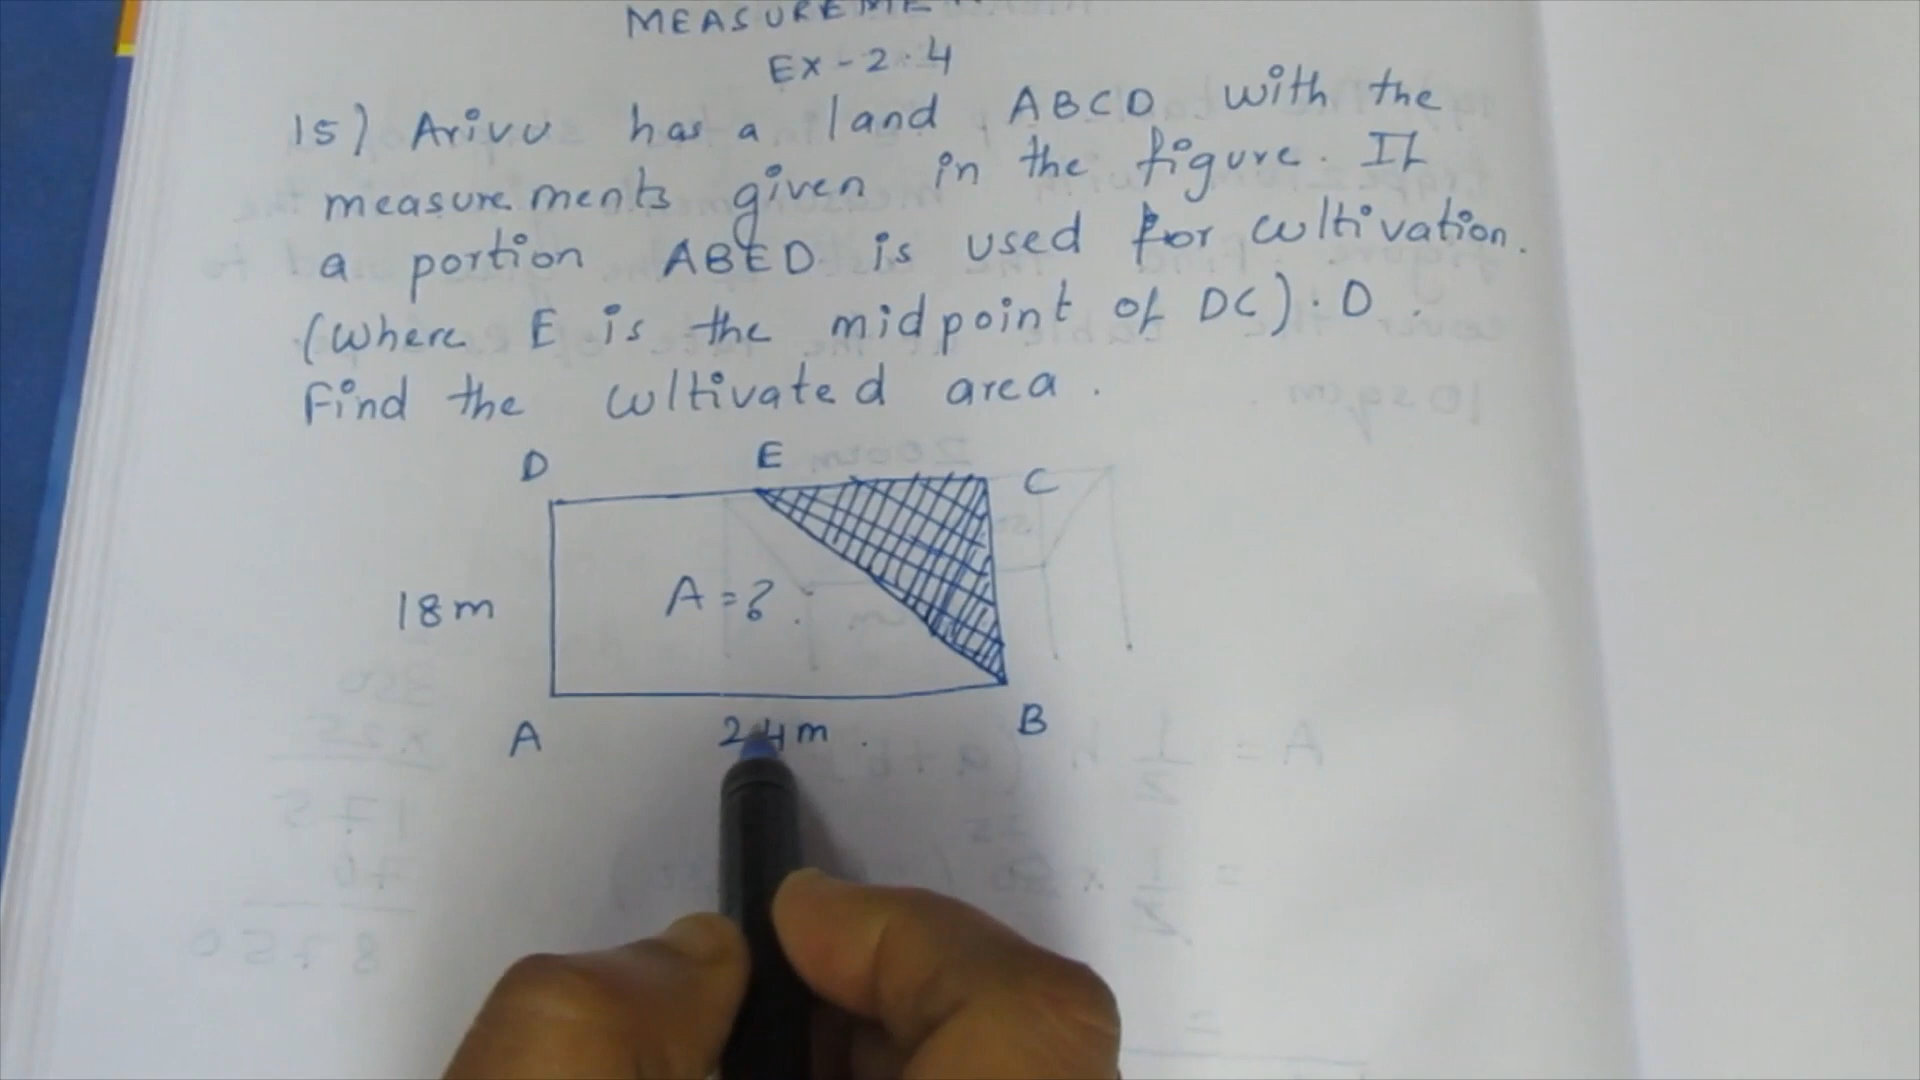 MEASUREME
EX-2.4
15) Arivu has a land ABCD with the
measurements given in the figure. If
a portion ABED is used for cultivation.
(Where E is the midpoint of DC). D.
Find the cultivated area.
D E C
18m A=?.
A 24m. B